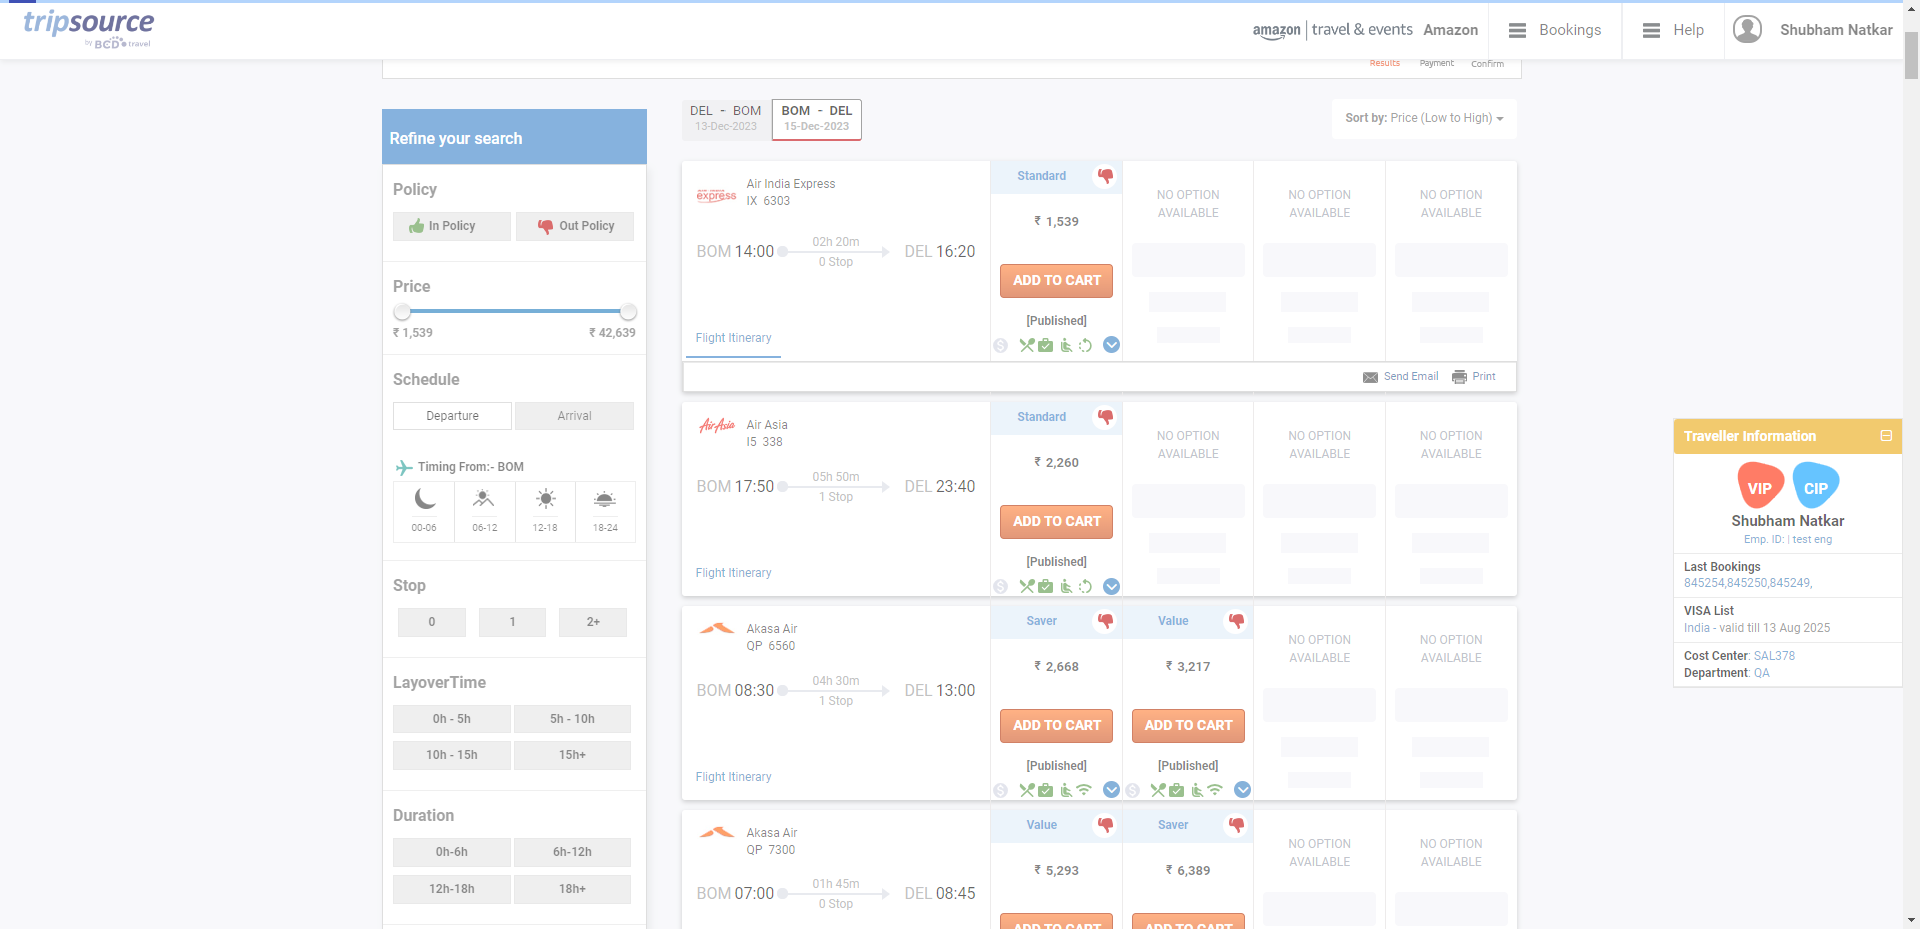 tripsource
by BCD travel
amazon | travel & events Amazon
Bookings
Help
Shubham Natkar
Results Payment Confirm
DEL - BOM
13-Dec-2023
BOM - DEL
15-Dec-2023
Sort by: Price (Low to High)
Refine your search
Policy
In Policy
Out Policy
Price
₹ 1,539
₹ 42,639
Schedule
Departure
Arrival
Timing From:- BOM
00-06
06-12
12-18
18-24
Stop
0
1
2+
LayoverTime
0h - 5h
5h - 10h
10h - 15h
15h+
Duration
0h-6h
6h-12h
12h-18h
18h+
express
Air India Express
IX 6303
BOM 14:00
02h 20m
0 Stop
DEL 16:20
Flight Itinerary
Standard
₹ 1,539
ADD TO CART
[Published]
NO OPTION
AVAILABLE
NO OPTION
AVAILABLE
NO OPTION
AVAILABLE
Send Email
Print
AirAsia
Air Asia
I5 338
BOM 17:50
05h 50m
1 Stop
DEL 23:40
Flight Itinerary
Standard
₹ 2,260
ADD TO CART
[Published]
NO OPTION
AVAILABLE
NO OPTION
AVAILABLE
NO OPTION
AVAILABLE
Akasa Air
QP 6560
BOM 08:30
04h 30m
1 Stop
DEL 13:00
Flight Itinerary
Saver
₹ 2,668
ADD TO CART
[Published]
Value
₹ 3,217
ADD TO CART
[Published]
NO OPTION
AVAILABLE
NO OPTION
AVAILABLE
Akasa Air
QP 7300
BOM 07:00
01h 45m
0 Stop
DEL 08:45
Value
₹ 5,293
ADD TO CART
Saver
₹ 6,389
ADD TO CART
NO OPTION
AVAILABLE
NO OPTION
AVAILABLE
Traveller Information
VIP
CIP
Shubham Natkar
Emp. ID: | test eng
Last Bookings
845254,845250,845249,
VISA List
India - valid till 13 Aug 2025
Cost Center: SAL378
Department: QA